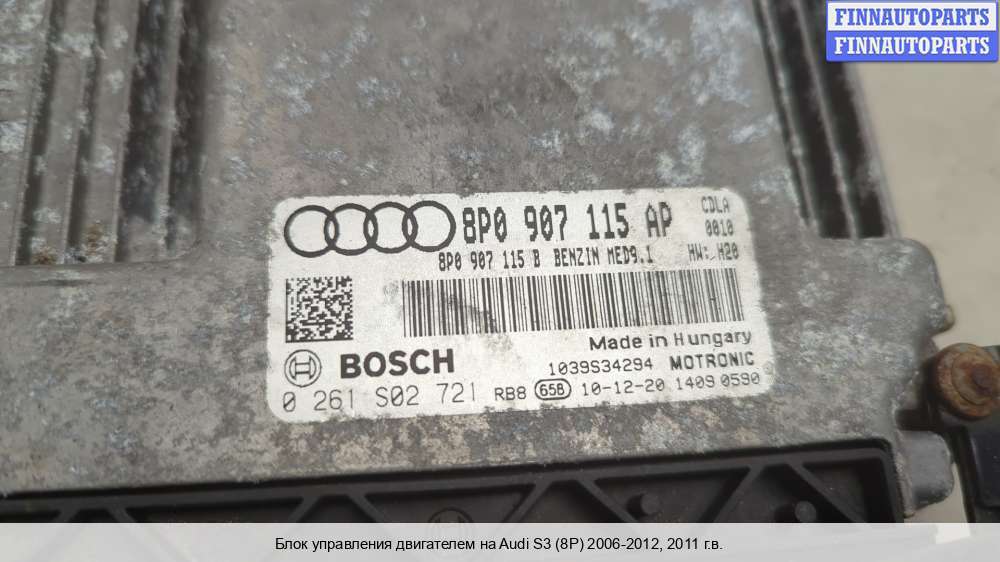 FINNAUTOPARTS
FINNAUTOPARTS
8P0 907 115 AP CDLA
0010
8P0 907 115 B BENZIN MED9.1 HW: H20
Made in Hungary
BOSCH 1039S34294 MOTRONIC
0 261 S02 721 RB8 65B 10-12-20 1409 0590
Блок управления двигателем на Audi S3 (8P) 2006-2012, 2011 г.в.